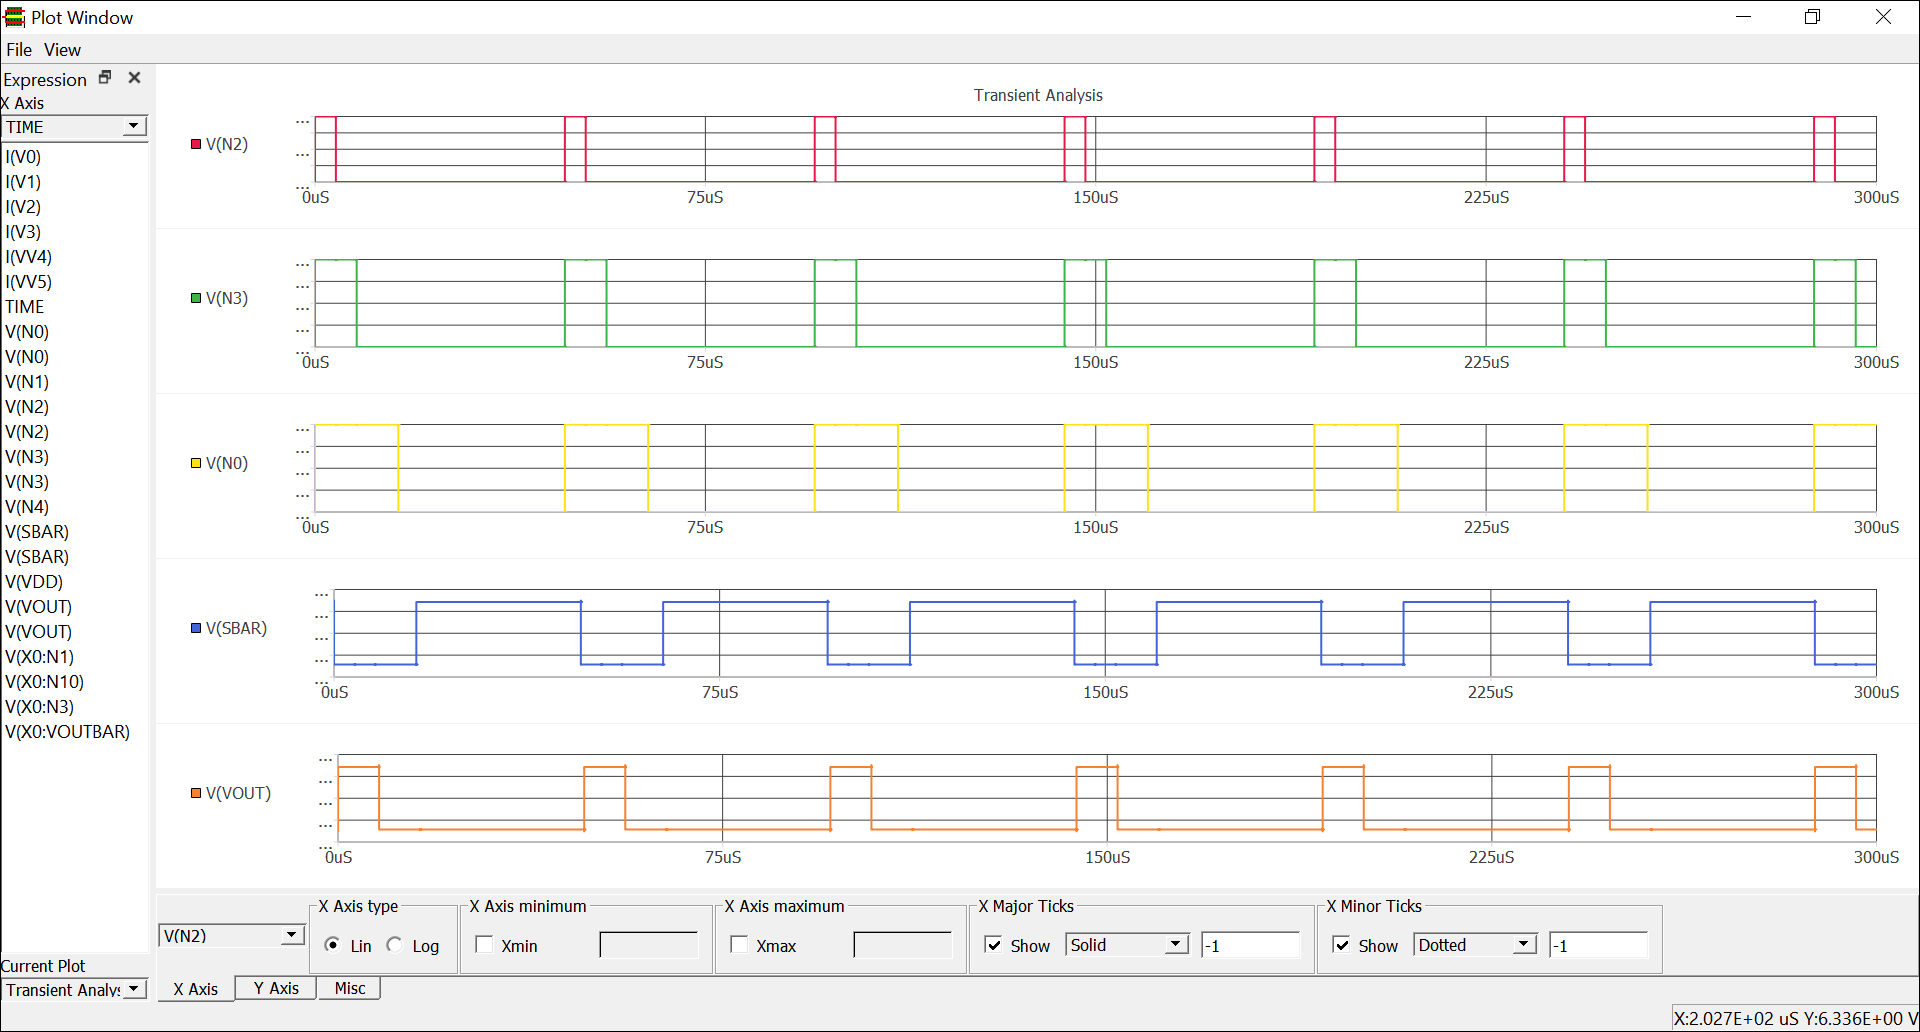 Plot Window
File View
Expression
X Axis
TIME
I(V0)
I(V1)
I(V2)
I(V3)
I(VV4)
I(VV5)
TIME
V(N0)
V(N0)
V(N1)
V(N2)
V(N2)
V(N3)
V(N3)
V(N4)
V(SBAR)
V(SBAR)
V(VDD)
V(VOUT)
V(VOUT)
V(X0:N1)
V(X0:N10)
V(X0:N3)
V(X0:VOUTBAR)
Current Plot
Transient Analys
Transient Analysis
V(N2)
... ... ...
0uS 75uS 150uS 225uS 300uS
V(N3)
... ... ... ... ...
0uS 75uS 150uS 225uS 300uS
V(N0)
... ... ... ... ...
0uS 75uS 150uS 225uS 300uS
V(SBAR)
... ... ... ... ...
0uS 75uS 150uS 225uS 300uS
V(VOUT)
... ... ... ... ...
0uS 75uS 150uS 225uS 300uS
V(N2)
X Axis type
Lin Log
X Axis minimum
Xmin
X Axis maximum
Xmax
X Major Ticks
Show Solid -1
X Minor Ticks
Show Dotted -1
X Axis Y Axis Misc
X:2.027E+02 uS Y:6.336E+00 V